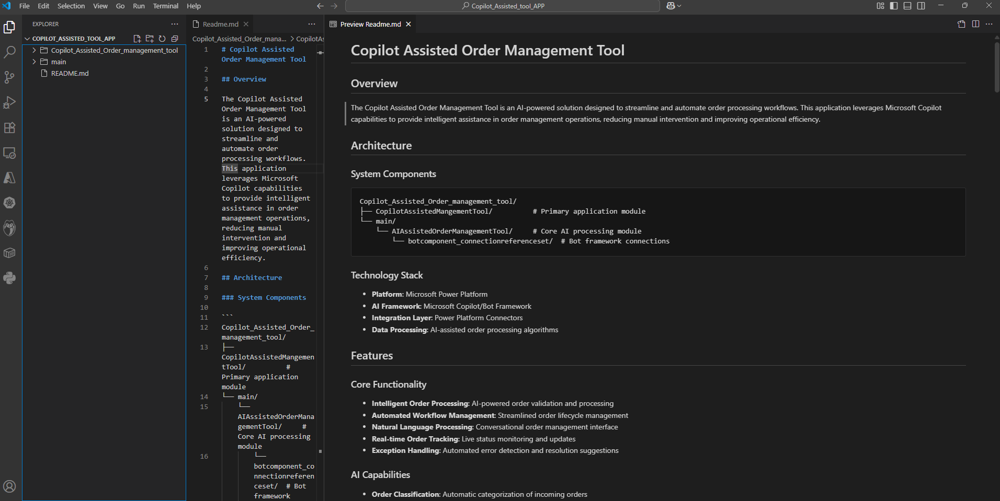 File Edit Selection View Go Run Terminal Help
Copilot_Assisted_tool_APP
EXPLORER
COPILOT_ASSISTED_TOOL_APP
Copilot_Assisted_Order_management_tool
main
README.md
Readme.md
Copilot_Assisted_Order_mana... > CopilotAs
1 # Copilot Assisted
Order Management Tool
2
3 ## Overview
4
5 The Copilot Assisted
Order Management Tool
is an AI-powered
solution designed to
streamline and
automate order
processing workflows.
This application
leverages Microsoft
Copilot capabilities
to provide intelligent
assistance in order
management operations,
reducing manual
intervention and
improving operational
efficiency.
6
7 ## Architecture
8
9 ### System Components
10
11 ```
12 Copilot_Assisted_Order_
management_tool/
13 ├──
CopilotAssistedMangemen
tTool/ #
Primary application
module
14 └── main/
15 └──
AIAssistedOrderMana
gementTool/ #
Core AI processing
module
16 └──
botcomponent_co
nnectionreferen
ceset/ # Bot
framework
Preview Readme.md
Copilot Assisted Order Management Tool
Overview
The Copilot Assisted Order Management Tool is an AI-powered solution designed to streamline and automate order processing workflows. This application leverages Microsoft Copilot
capabilities to provide intelligent assistance in order management operations, reducing manual intervention and improving operational efficiency.
Architecture
System Components
Copilot_Assisted_Order_management_tool/
├── CopilotAssistedMangementTool/ # Primary application module
└── main/
└── AIAssistedOrderManagementTool/ # Core AI processing module
└── botcomponent_connectionreferenceset/ # Bot framework connections
Technology Stack
• Platform: Microsoft Power Platform
• AI Framework: Microsoft Copilot/Bot Framework
• Integration Layer: Power Platform Connectors
• Data Processing: AI-assisted order processing algorithms
Features
Core Functionality
• Intelligent Order Processing: AI-powered order validation and processing
• Automated Workflow Management: Streamlined order lifecycle management
• Natural Language Processing: Conversational order management interface
• Real-time Order Tracking: Live status monitoring and updates
• Exception Handling: Automated error detection and resolution suggestions
AI Capabilities
• Order Classification: Automatic categorization of incoming orders